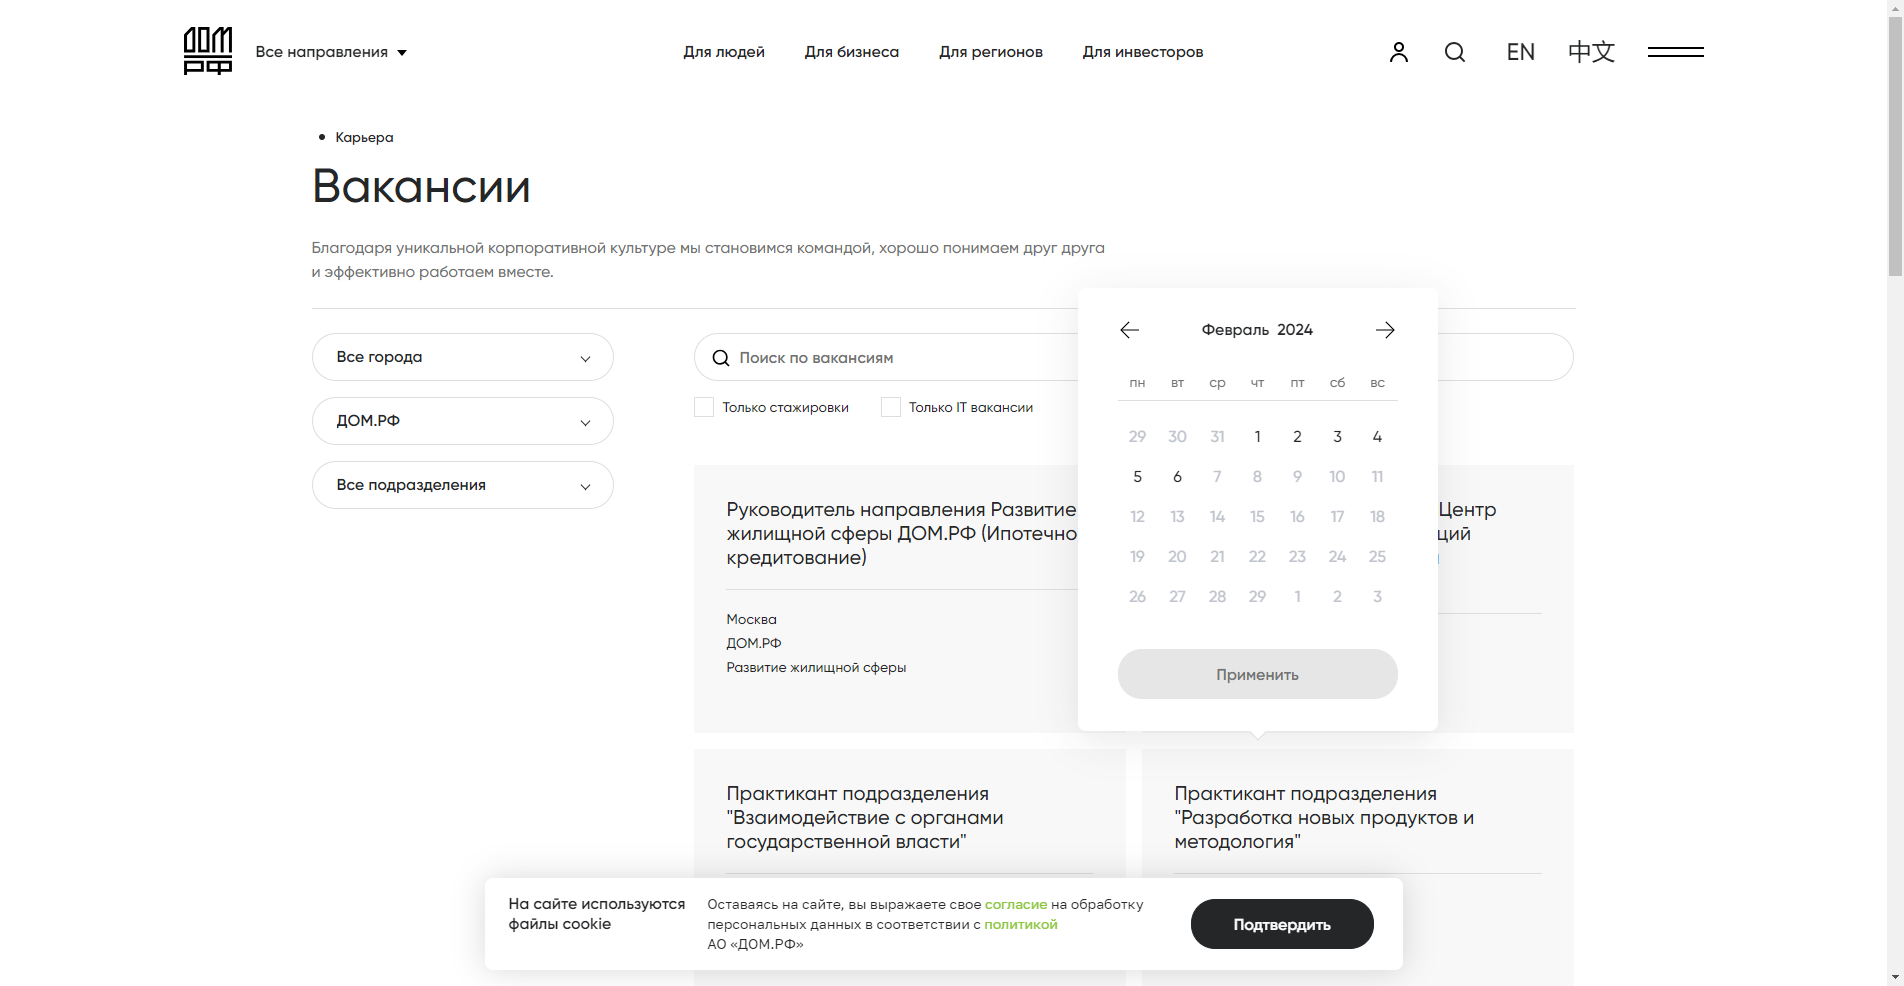 ДОМ
РФ
Все направления
Для людей
Для бизнеса
Для регионов
Для инвесторов
EN
中文
Карьера
Вакансии
Благодаря уникальной корпоративной культуре мы становимся командой, хорошо понимаем друг друга
и эффективно работаем вместе.
Все города
ДОМ.РФ
Все подразделения
Поиск по вакансиям
Только стажировки
Только IT вакансии
Февраль 2024
пн вт ср чт пт сб вс
29 30 31 1 2 3 4
5 6 7 8 9 10 11
12 13 14 15 16 17 18
19 20 21 22 23 24 25
26 27 28 29 1 2 3
Применить
Руководитель направления Развитие
жилищной сферы ДОМ.РФ (Ипотечно
кредитование)
Москва
ДОМ.РФ
Развитие жилищной сферы
Центр
ций
Практикант подразделения
"Взаимодействие с органами
государственной власти"
Практикант подразделения
"Разработка новых продуктов и
методология"
На сайте используются
файлы cookie
Оставаясь на сайте, вы выражаете свое согласие на обработку
персональных данных в соответствии с политикой
АО «ДОМ.РФ»
Подтвердить